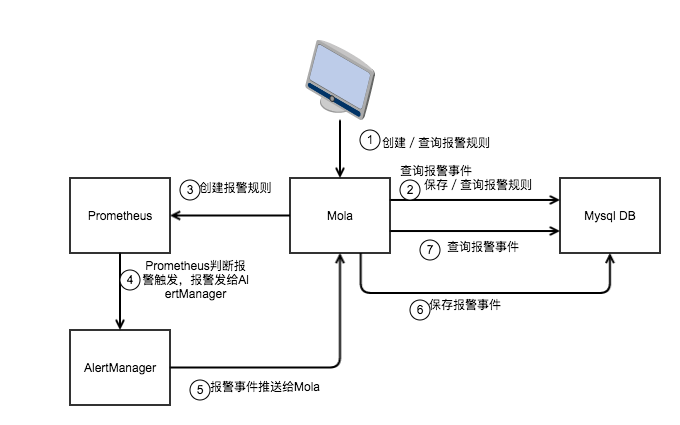 1 创建 / 查询报警规则
查询报警事件
2 保存 / 查询报警规则
3 创建报警规则
Prometheus
Mola
Mysql DB
7 查询报警事件
4 Prometheus判断报
警触发，报警发给Al
ertManager
6 保存报警事件
AlertManager
5 报警事件推送给Mola